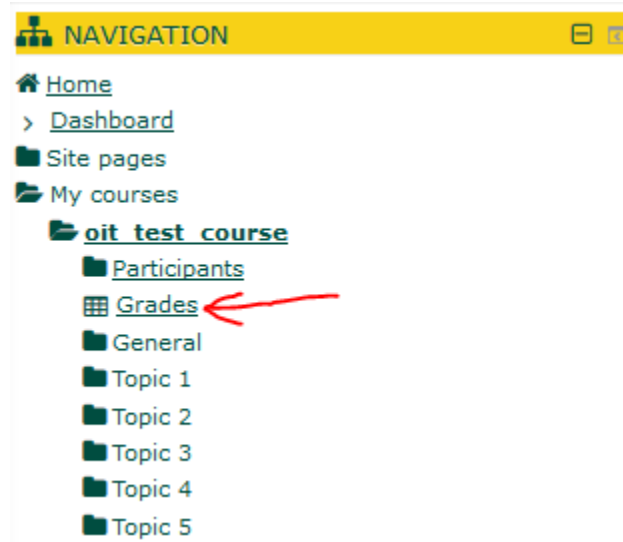 NAVIGATION
Home
Dashboard
Site pages
My courses
oit_test_course
Participants
Grades
General
Topic 1
Topic 2
Topic 3
Topic 4
Topic 5